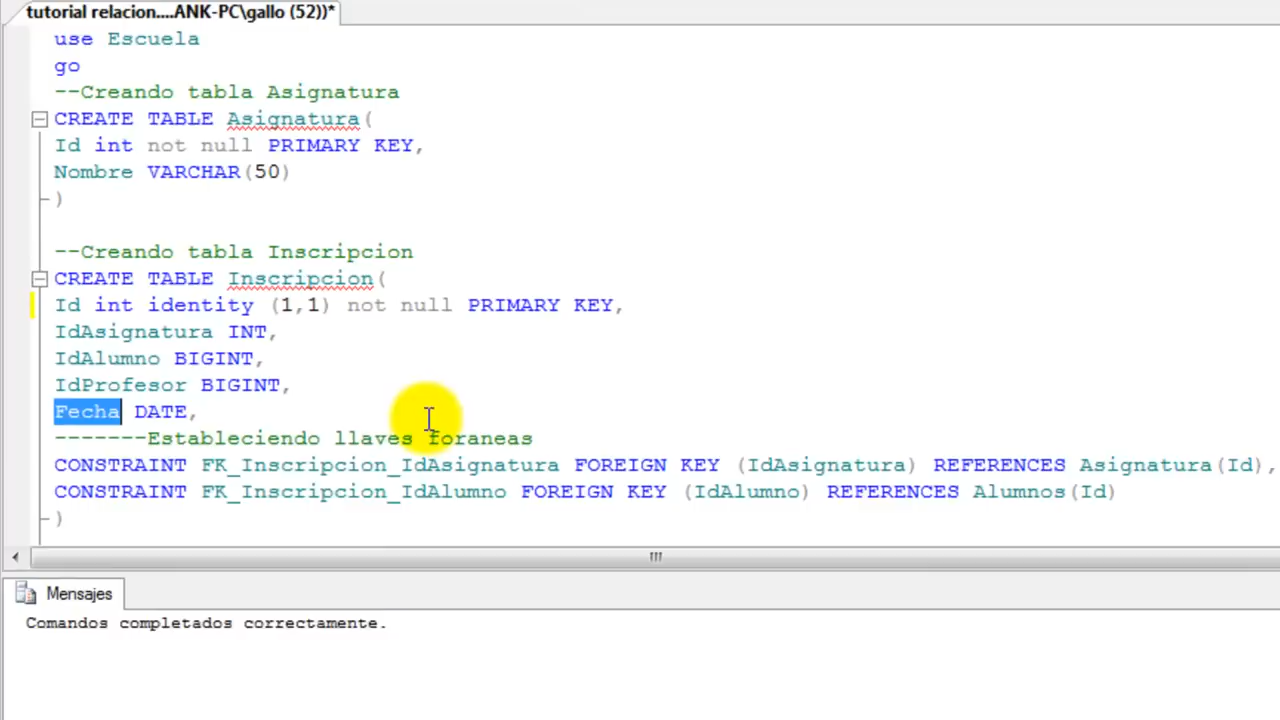 tutorial relacion....ANK-PC\gallo (52))*
use Escuela
go
--Creando tabla Asignatura
CREATE TABLE Asignatura(
Id int not null PRIMARY KEY,
Nombre VARCHAR(50)
)
--Creando tabla Inscripcion
CREATE TABLE Inscripcion(
Id int identity (1,1) not null PRIMARY KEY,
IdAsignatura INT,
IdAlumno BIGINT,
IdProfesor BIGINT,
Fecha DATE,
-------Estableciendo llaves foraneas
CONSTRAINT FK_Inscripcion_IdAsignatura FOREIGN KEY (IdAsignatura) REFERENCES Asignatura(Id),
CONSTRAINT FK_Inscripcion_IdAlumno FOREIGN KEY (IdAlumno) REFERENCES Alumnos(Id)
)
Mensajes
Comandos completados correctamente.